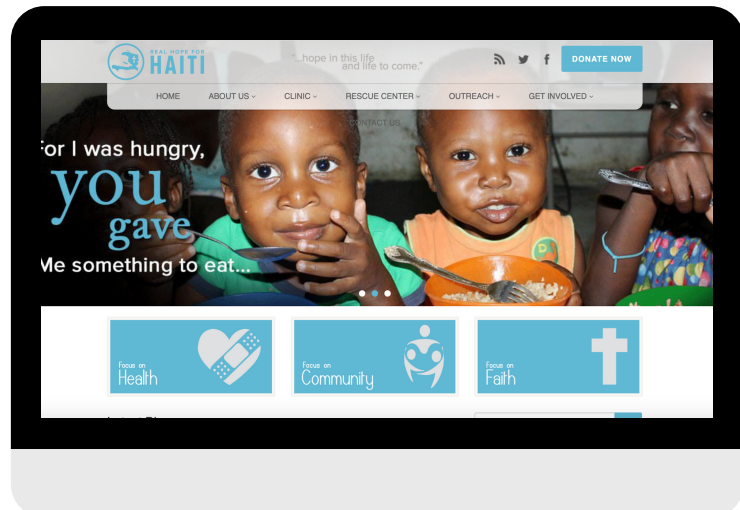 REAL HOPE FOR
HAITI
"...hope in this life
and life to come."
DONATE NOW
HOME ABOUT US CLINIC RESCUE CENTER OUTREACH GET INVOLVED
CONTACT US
For I was hungry,
you
gave
Me something to eat...
Focus on
Health
Focus on
Community
Focus on
Faith